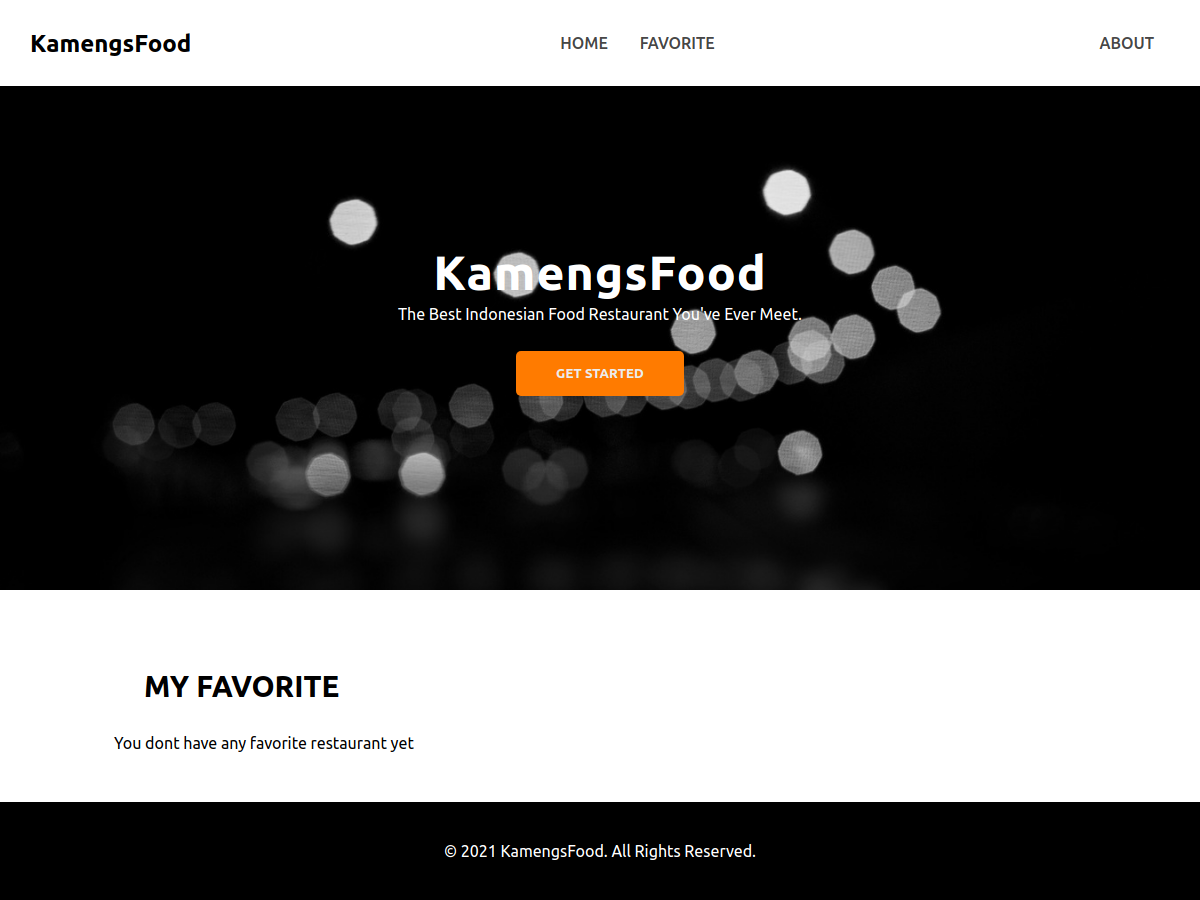 KamengsFood
HOME FAVORITE ABOUT
KamengsFood
The Best Indonesian Food Restaurant You've Ever Meet.
GET STARTED
MY FAVORITE
You dont have any favorite restaurant yet
© 2021 KamengsFood. All Rights Reserved.